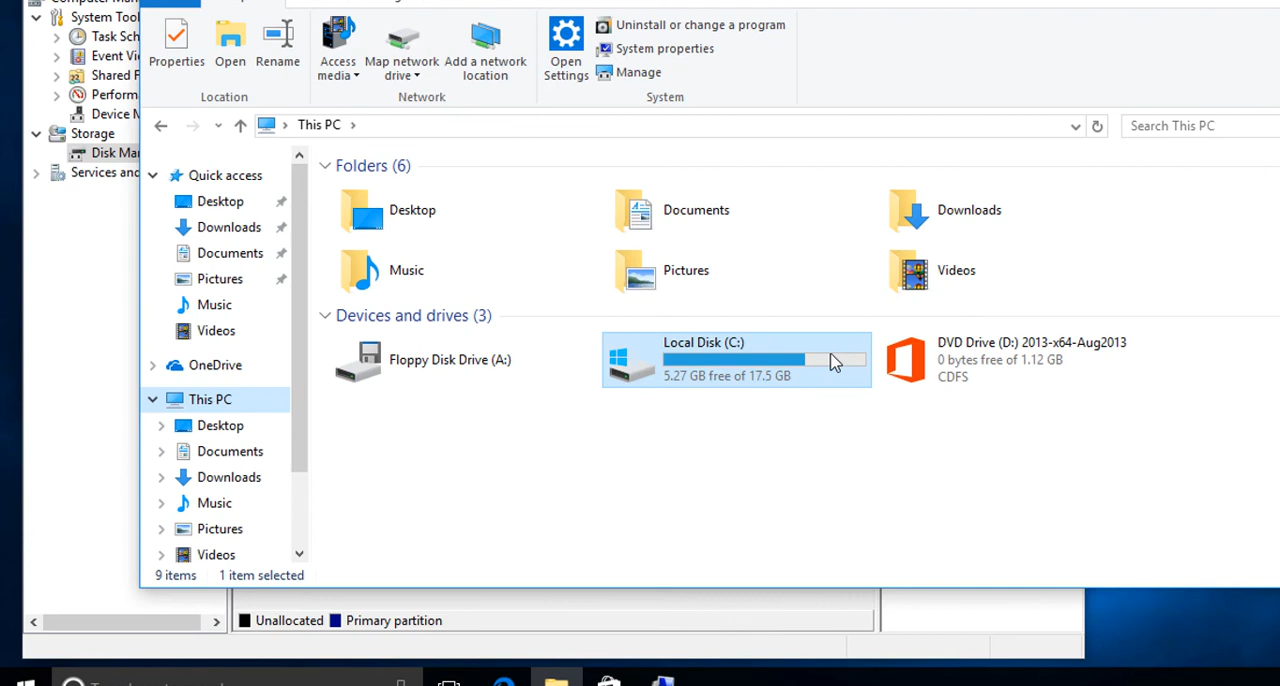 System Tool
Task Sch
Event Vi
Shared F
Perform
Device M
Storage
Disk Ma
Services and
Properties
Open
Rename
Location
Access
media
Map network
drive
Add a network
location
Network
Open
Settings
Uninstall or change a program
System properties
Manage
System
This PC
Search This PC
Quick access
Desktop
Downloads
Documents
Pictures
Music
Videos
OneDrive
This PC
Desktop
Documents
Downloads
Music
Pictures
Videos
Folders (6)
Desktop
Documents
Downloads
Music
Pictures
Videos
Devices and drives (3)
Floppy Disk Drive (A:)
Local Disk (C:)
5.27 GB free of 17.5 GB
DVD Drive (D:) 2013-x64-Aug2013
0 bytes free of 1.12 GB
CDFS
9 items
1 item selected
Unallocated
Primary partition